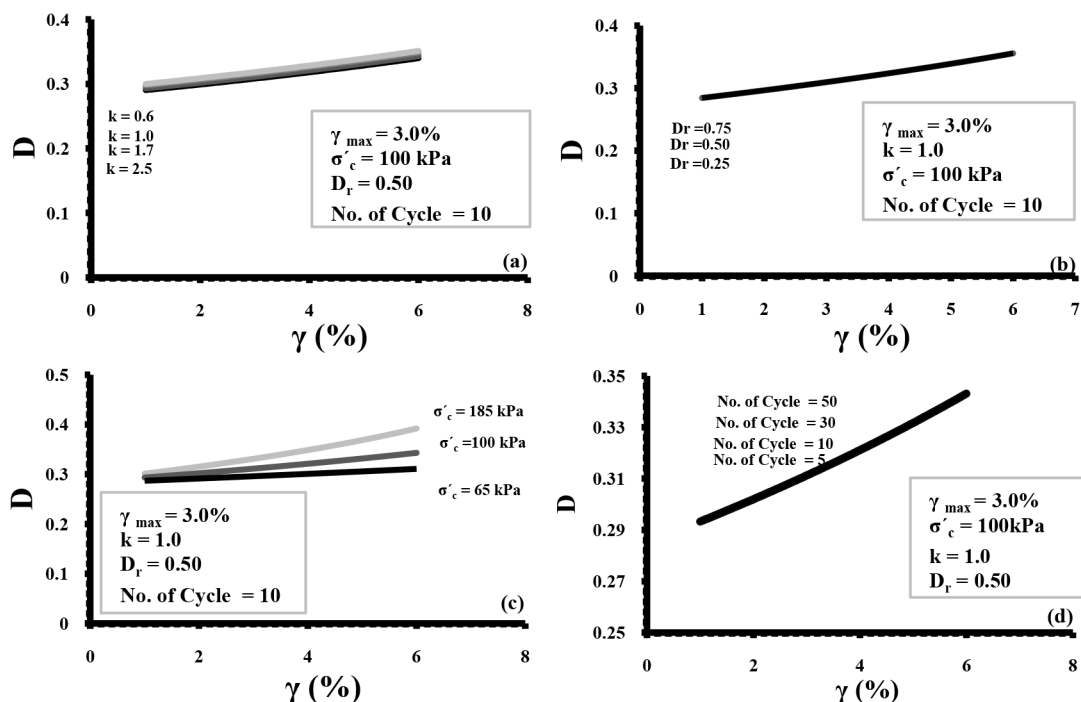 0.4
0.3
0.2
0.1
0
D
k = 0.6
k = 1.0
k = 1.7
k = 2.5
γ max = 3.0%
σ´c = 100 kPa
Dr = 0.50
No. of Cycle = 10
(a)
0 2 4 6 8
γ (%)
0.4
0.3
0.2
0.1
0
D
Dr =0.75
Dr =0.50
Dr =0.25
γ max = 3.0%
k = 1.0
σ´c = 100 kPa
No. of Cycle = 10
(b)
0 1 2 3 4 5 6 7
γ (%)
0.5
0.4
0.3
0.2
0.1
0
D
σ´c = 185 kPa
σ´c =100 kPa
σ´c = 65 kPa
γ max = 3.0%
k = 1.0
Dr = 0.50
No. of Cycle = 10
(c)
0 2 4 6 8
γ (%)
0.35
0.33
0.31
0.29
0.27
0.25
D
No. of Cycle = 50
No. of Cycle = 30
No. of Cycle = 10
No. of Cycle = 5
γ max = 3.0%
σ´c = 100kPa
k = 1.0
Dr = 0.50
(d)
0 2 4 6 8
γ (%)